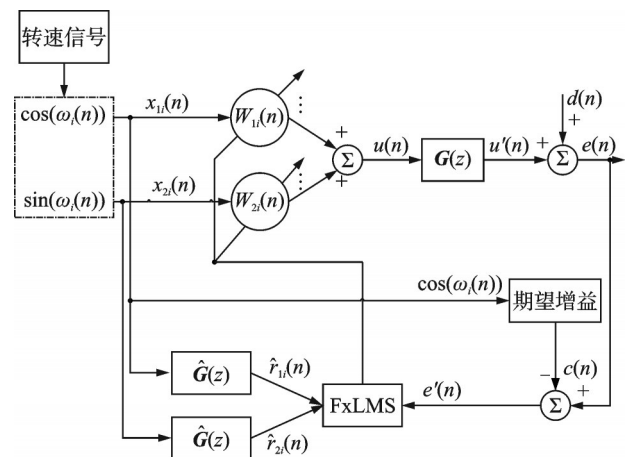 转速信号
cos(ωᵢ(n))
x₁ᵢ(n)
W₁ᵢ(n)
⋮
sin(ωᵢ(n))
x₂ᵢ(n)
W₂ᵢ(n)
⋮
+
+
Σ
u(n)
G(z)
u′(n)
+
d(n)
+
Σ
e(n)
cos(ωᵢ(n))
期望增益
Ĝ(z)
r̂₁ᵢ(n)
Ĝ(z)
r̂₂ᵢ(n)
FxLMS
e′(n)
−
c(n)
+
Σ